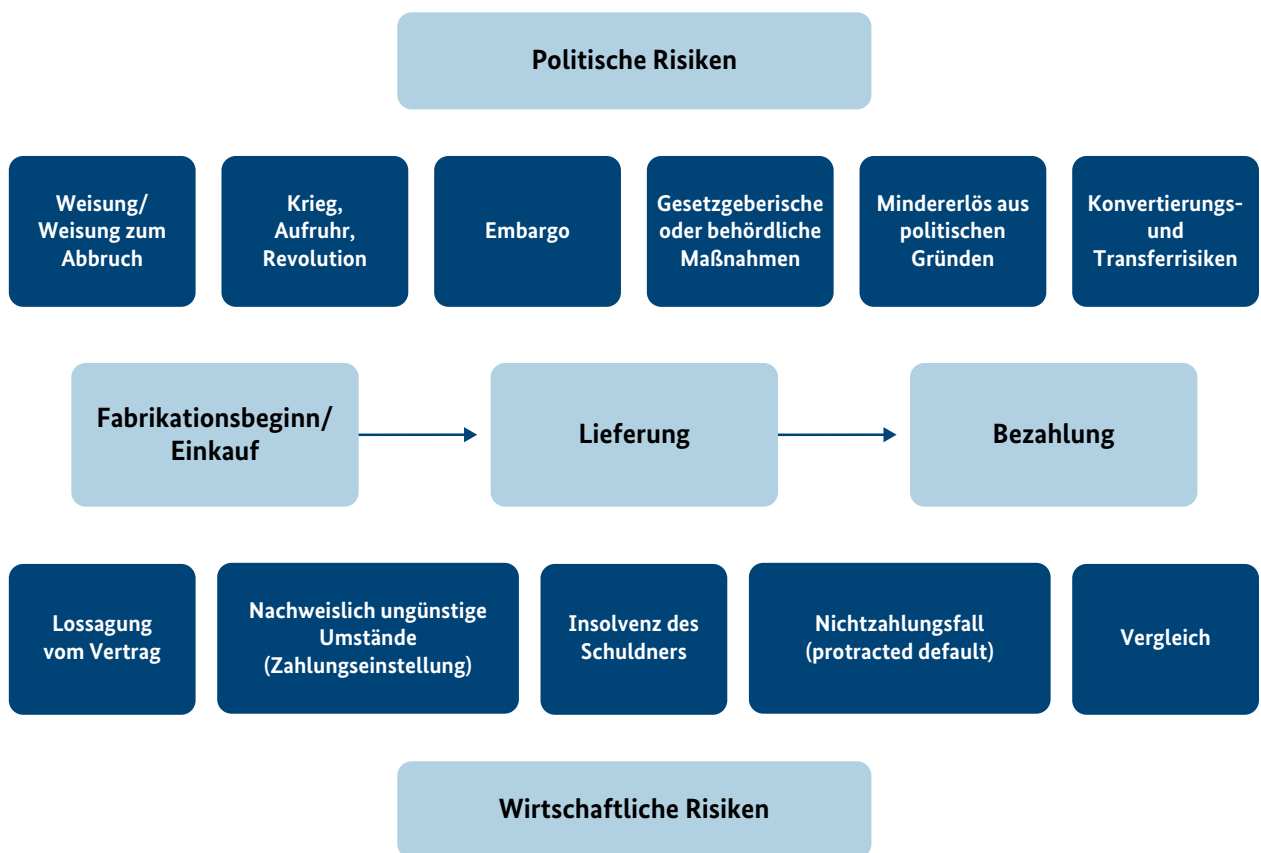 Politische Risiken
Weisung/
Weisung zum
Abbruch
Krieg,
Aufruhr,
Revolution
Embargo
Gesetzgeberische
oder behördliche
Maßnahmen
Mindererlös aus
politischen
Gründen
Konvertierungs-
und
Transferrisiken
Fabrikationsbeginn/
Einkauf
Lieferung
Bezahlung
Lossagung
vom Vertrag
Nachweislich ungünstige
Umstände
(Zahlungseinstellung)
Insolvenz des
Schuldners
Nichtzahlungsfall
(protracted default)
Vergleich
Wirtschaftliche Risiken